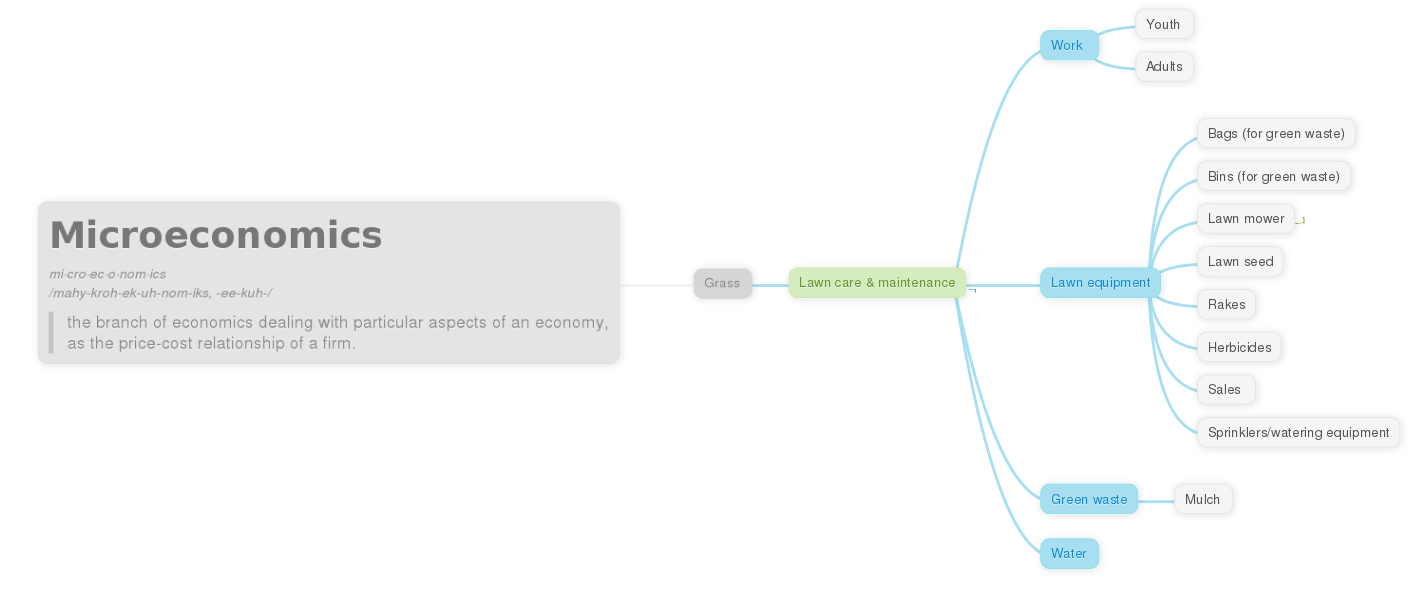 Microeconomics
mi·cro·ec·o·nom·ics
/mahy-kroh-ek-uh-nom-iks, -ee-kuh-/
the branch of economics dealing with particular aspects of an economy,
as the price-cost relationship of a firm.
Grass
Lawn care & maintenance
Work
Youth
Adults
Lawn equipment
Bags (for green waste)
Bins (for green waste)
Lawn mower
Lawn seed
Rakes
Herbicides
Sales
Sprinklers/watering equipment
Green waste
Mulch
Water